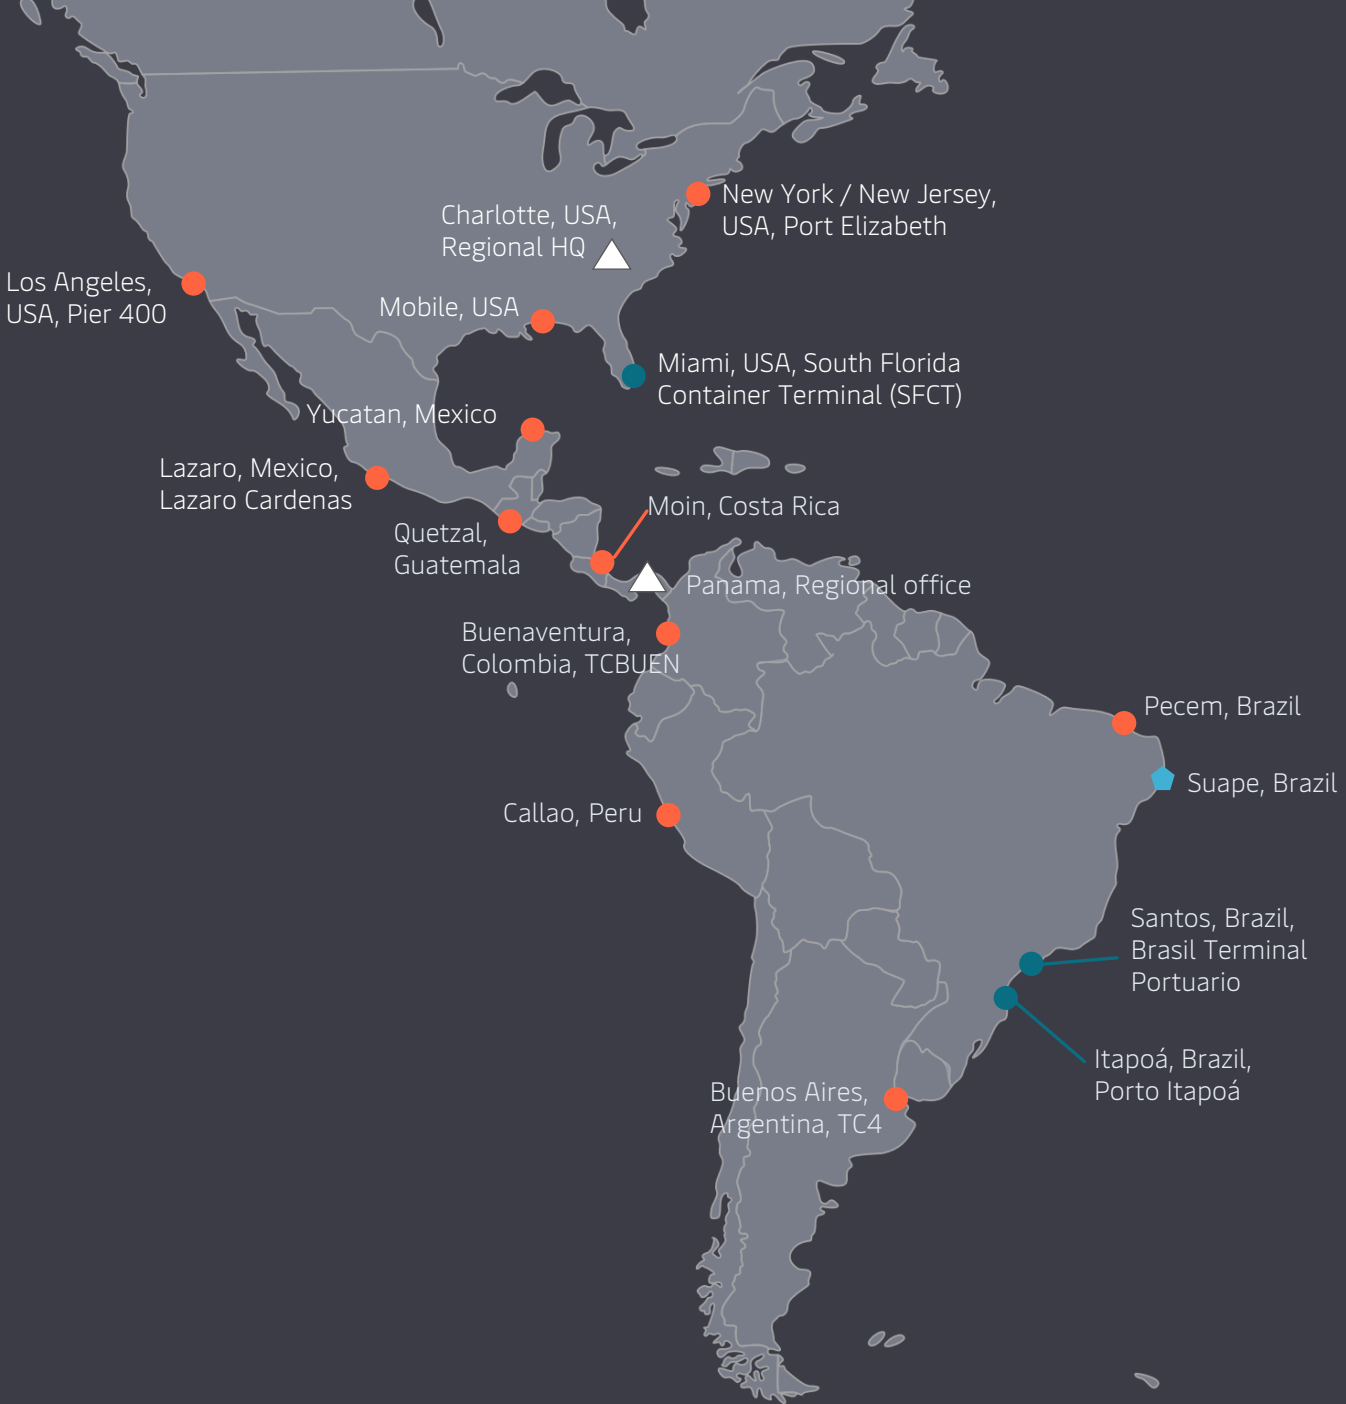 New York / New Jersey,
USA, Port Elizabeth
Charlotte, USA,
Regional HQ
Los Angeles,
USA, Pier 400
Mobile, USA
Miami, USA, South Florida
Container Terminal (SFCT)
Yucatan, Mexico
Lazaro, Mexico,
Lazaro Cardenas
Moin, Costa Rica
Quetzal,
Guatemala
Panama, Regional office
Buenaventura,
Colombia, TCBUEN
Pecem, Brazil
Suape, Brazil
Callao, Peru
Santos, Brazil,
Brasil Terminal
Portuario
Itapoá, Brazil,
Porto Itapoá
Buenos Aires,
Argentina, TC4